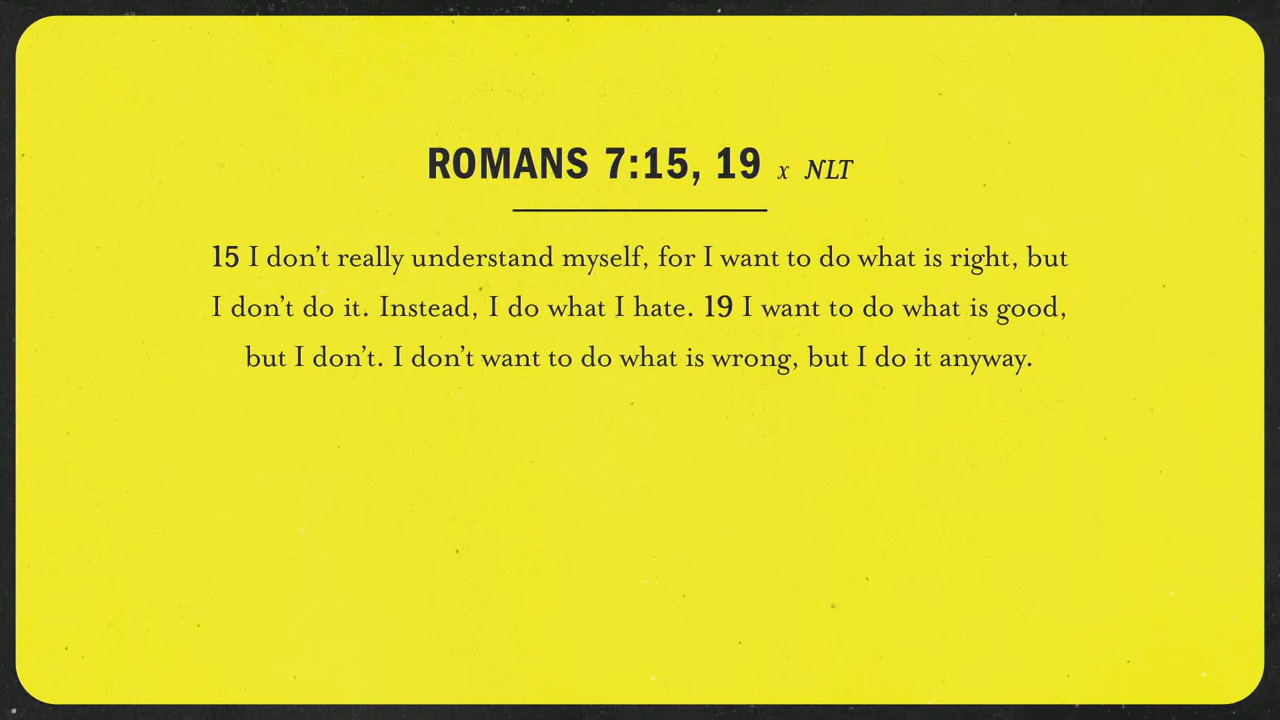 ROMANS 7:15, 19 x NLT
15 I don’t really understand myself, for I want to do what is right, but
I don’t do it. Instead, I do what I hate. 19 I want to do what is good,
but I don’t. I don’t want to do what is wrong, but I do it anyway.